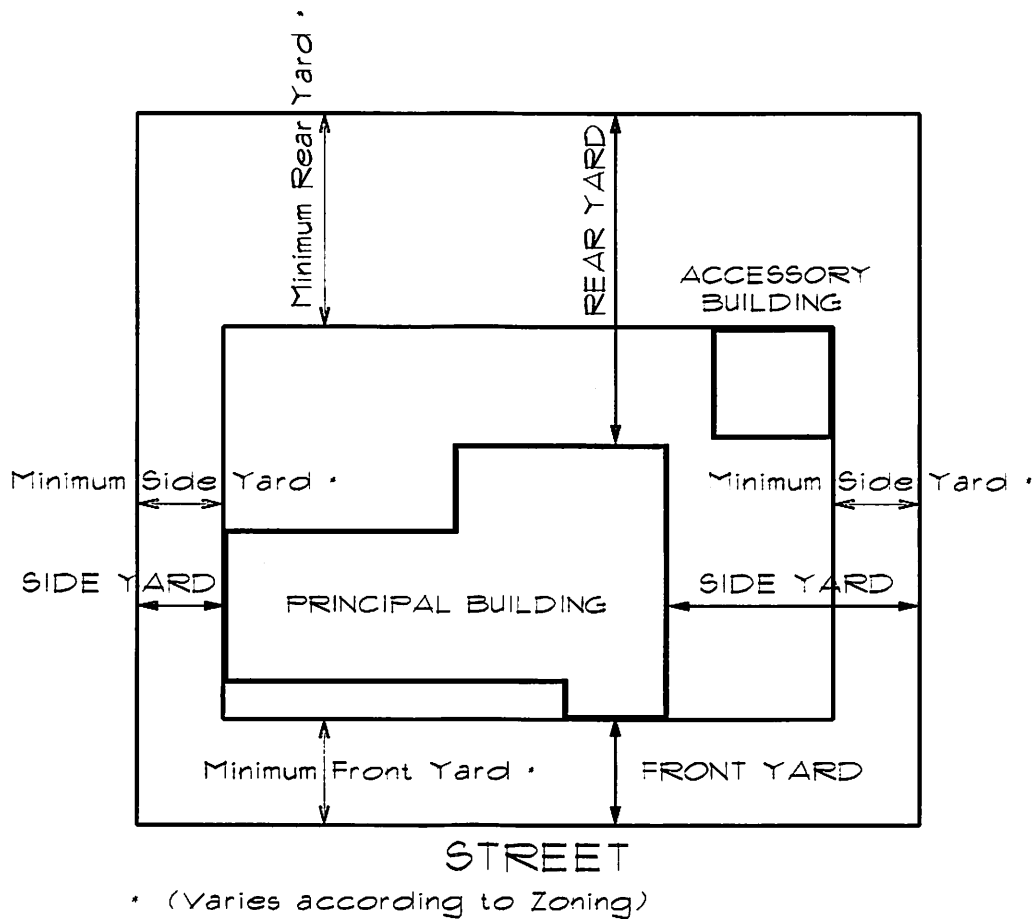 Minimum Rear Yard *
REAR YARD
ACCESSORY
BUILDING
Minimum Side Yard *
Minimum Side Yard *
SIDE YARD
PRINCIPAL BUILDING
SIDE YARD
Minimum Front Yard *
FRONT YARD
STREET
* (Varies according to Zoning)